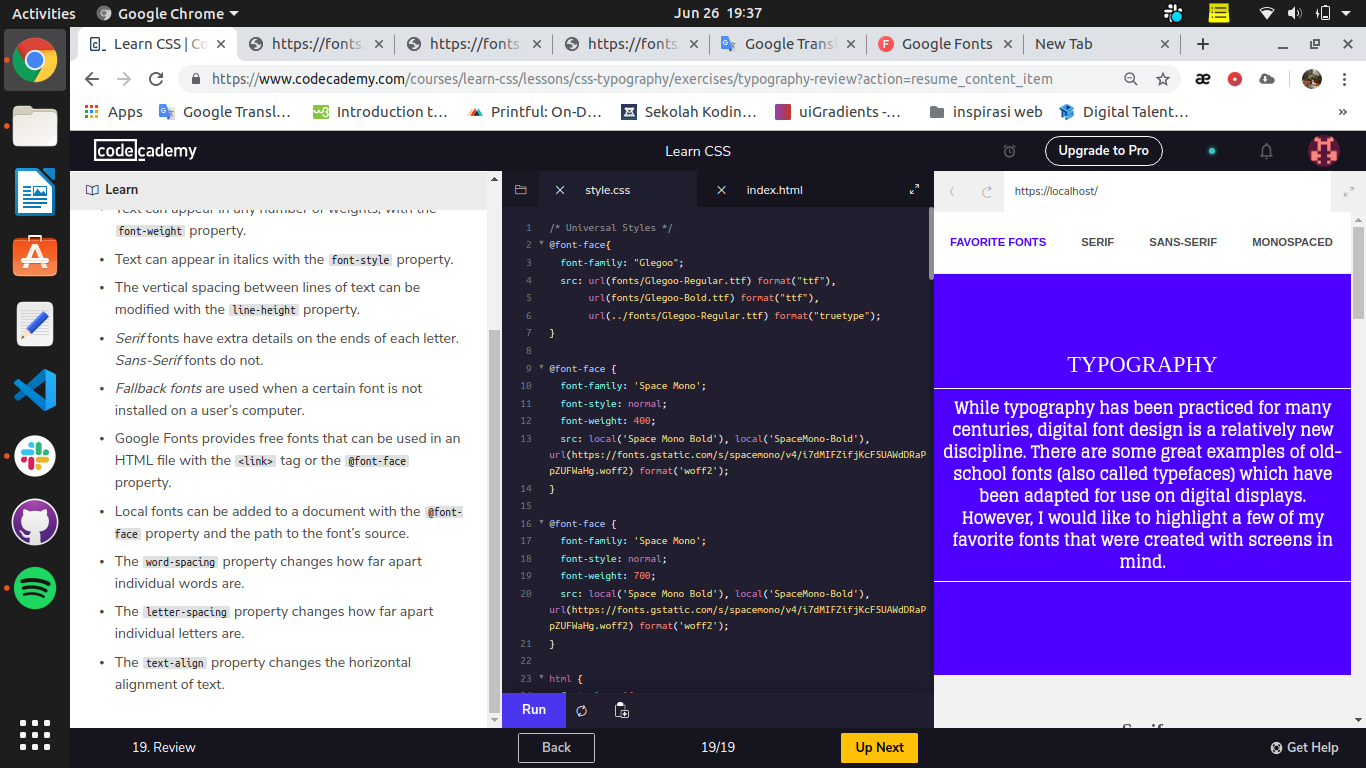 Activities
Google Chrome
Jun 26 19:37
Learn CSS | Co
https://fonts.
https://fonts.
https://fonts.
Google Transl
Google Fonts
New Tab
https://www.codecademy.com/courses/learn-css/lessons/css-typography/exercises/typography-review?action=resume_content_item
Apps
Google Transl…
Introduction t…
Printful: On-D…
Sekolah Kodin…
uiGradients -…
inspirasi web
Digital Talent…
»
codecademy
Learn CSS
Upgrade to Pro
Learn
Text can appear in any number of weights, with the
font-weight property.
• Text can appear in italics with the font-style property.
• The vertical spacing between lines of text can be
modified with the line-height property.
• Serif fonts have extra details on the ends of each letter.
Sans-Serif fonts do not.
• Fallback fonts are used when a certain font is not
installed on a user's computer.
• Google Fonts provides free fonts that can be used in an
HTML file with the <link> tag or the @font-face
property.
• Local fonts can be added to a document with the @font-
face property and the path to the font's source.
• The word-spacing property changes how far apart
individual words are.
• The letter-spacing property changes how far apart
individual letters are.
• The text-align property changes the horizontal
alignment of text.
style.css
index.html
1 /* Universal Styles */
2 @font-face{
3 font-family: "Glegoo";
4 src: url(fonts/Glegoo-Regular.ttf) format("ttf"),
5 url(fonts/Glegoo-Bold.ttf) format("ttf"),
6 url(../fonts/Glegoo-Regular.ttf) format("truetype");
7 }
8
9 @font-face {
10 font-family: 'Space Mono';
11 font-style: normal;
12 font-weight: 400;
13 src: local('Space Mono Bold'), local('SpaceMono-Bold'),
url(https://fonts.gstatic.com/s/spacemono/v4/i7dMIFZifjKcF5UAWdDRaP
pZUFWaHg.woff2) format('woff2');
14 }
15
16 @font-face {
17 font-family: 'Space Mono';
18 font-style: normal;
19 font-weight: 700;
20 src: local('Space Mono Bold'), local('SpaceMono-Bold'),
url(https://fonts.gstatic.com/s/spacemono/v4/i7dMIFZifjKcF5UAWdDRaP
pZUFWaHg.woff2) format('woff2');
21 }
22
23 html {
https://localhost/
FAVORITE FONTS
SERIF
SANS-SERIF
MONOSPACED
TYPOGRAPHY
While typography has been practiced for many
centuries, digital font design is a relatively new
discipline. There are some great examples of old-
school fonts (also called typefaces) which have
been adapted for use on digital displays.
However, I would like to highlight a few of my
favorite fonts that were created with screens in
mind.
Serif
Run
19. Review
Back
19/19
Up Next
Get Help